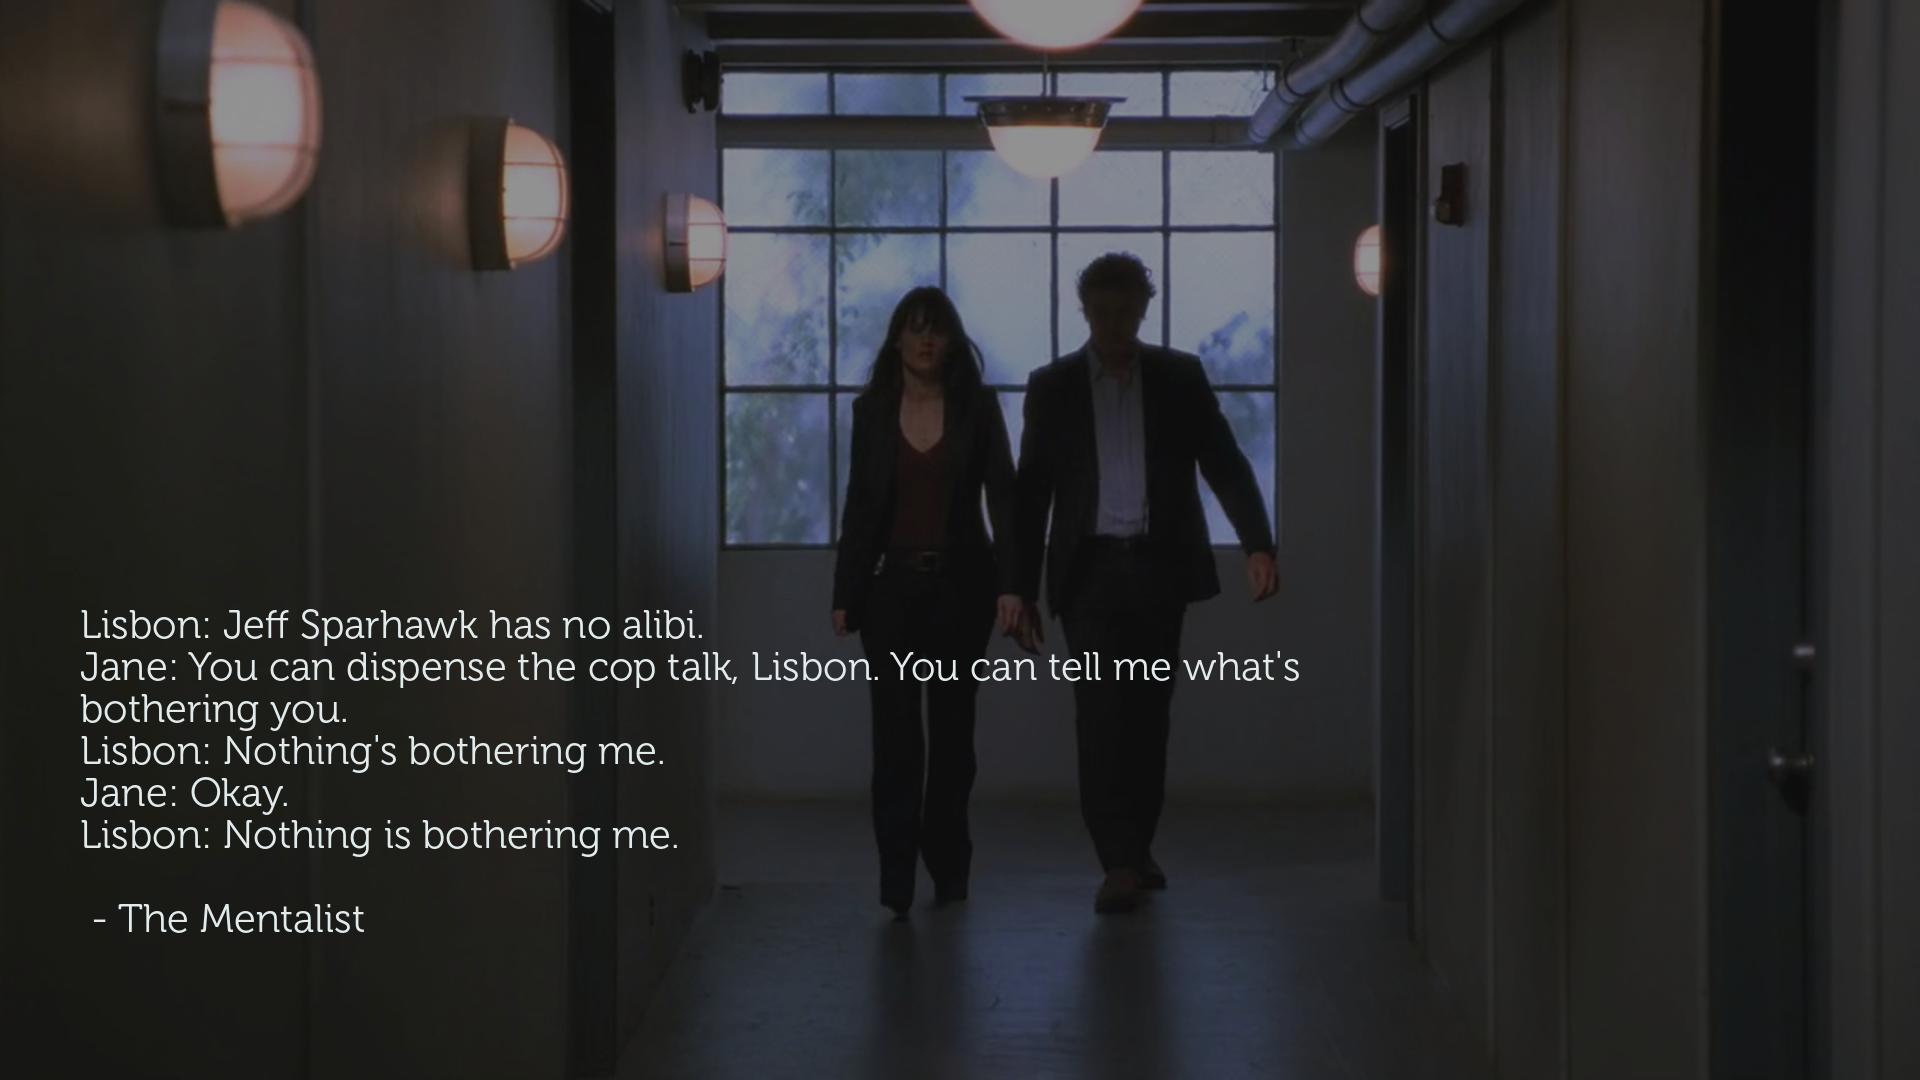 Lisbon: Jeff Sparhawk has no alibi.
Jane: You can dispense the cop talk, Lisbon. You can tell me what's
bothering you.
Lisbon: Nothing's bothering me.
Jane: Okay.
Lisbon: Nothing is bothering me.
- The Mentalist